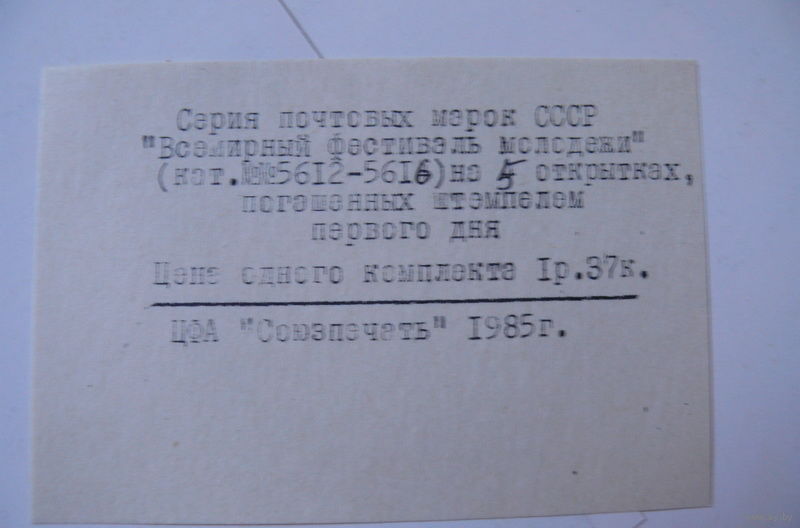 Серия почтовых марок СССР
"Всемирный фестиваль молодежи"
(кат.№№5612-5616)на 5 открытках,
погашенных штемпелем
первого дня
Цена одного комплекта 1р.37к.
ЦФА "Союзпечать" 1985г.